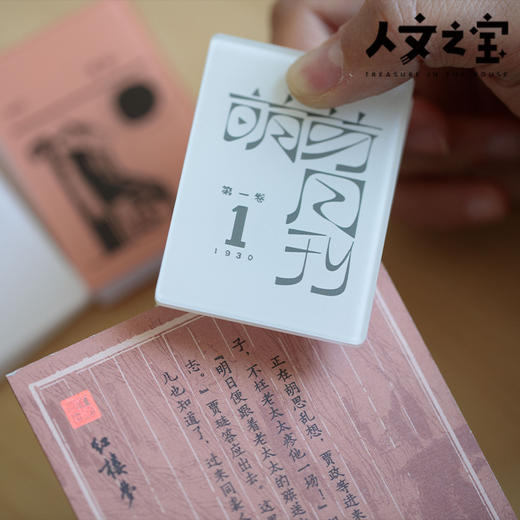 人文之宝
TREASURE IN THE HOUSE
萌芽月刊
第一卷
1
1930
正在胡思乱想，贾政等进来
子，不枉老太太疼他一场！”
“明日便跟着老太太的
志。”贾琏答应出去。这里
儿也知道了，过来同
红楼梦